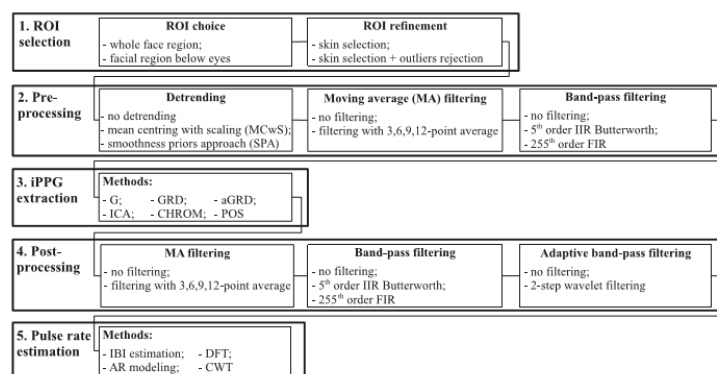 1. ROI
selection
ROI choice
- whole face region;
- facial region below eyes
ROI refinement
- skin selection;
- skin selection + outliers rejection
2. Pre-
processing
Detrending
- no detrending
- mean centring with scaling (MCwS);
- smoothness priors approach (SPA)
Moving average (MA) filtering
- no filtering;
- filtering with 3,6,9,12-point average
Band-pass filtering
- no filtering;
- 5th order IIR Butterworth;
- 255th order FIR
3. iPPG
extraction
Methods:
- G; - GRD; - aGRD;
- ICA; - CHROM; - POS
4. Post-
processing
MA filtering
- no filtering;
- filtering with 3,6,9,12-point average
Band-pass filtering
- no filtering;
- 5th order IIR Butterworth;
- 255th order FIR
Adaptive band-pass filtering
- no filtering;
- 2-step wavelet filtering
5. Pulse rate
estimation
Methods:
- IBI estimation; - DFT;
- AR modeling; - CWT